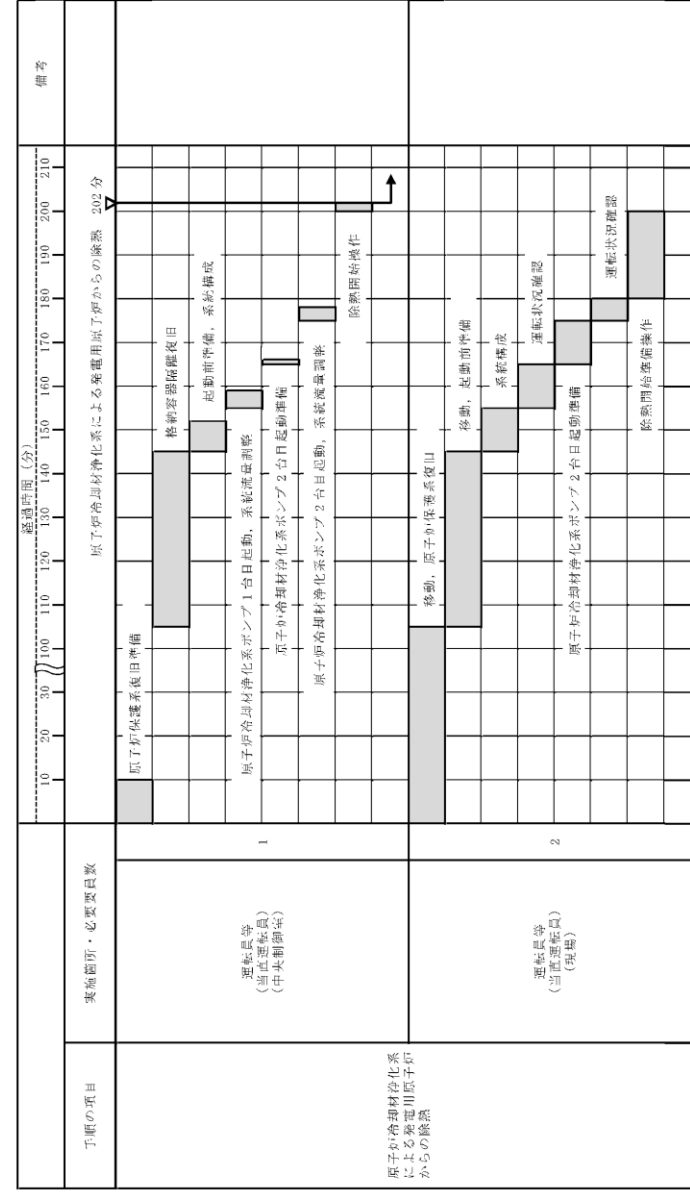 手順の項目
実施箇所・必要要員数
経過時間(分)
備考
10
20
30
100
110
120
130
140
150
160
170
180
190
200
210
原子炉冷却材浄化系による発電用原子炉からの除熱 202分
原子炉冷却材浄化系
による発電用原子炉
からの除熱
運転員等
(当直運転員)
(中央制御室)
1
原子炉保護系復旧準備
格納容器隔離復旧
起動前準備,系統構成
原子炉冷却材浄化系ポンプ1台目起動,系統流量調整
原子炉冷却材浄化系ポンプ2台目起動準備
原子炉冷却材浄化系ポンプ2台目起動,系統流量調整
除熱開始操作
運転員等
(当直運転員)
(現場)
2
移動,原子炉保護系復旧
移動,起動前準備
系統構成
運転状況確認
原子炉冷却材浄化系ポンプ2台目起動準備
運転状況確認
除熱開始準備操作